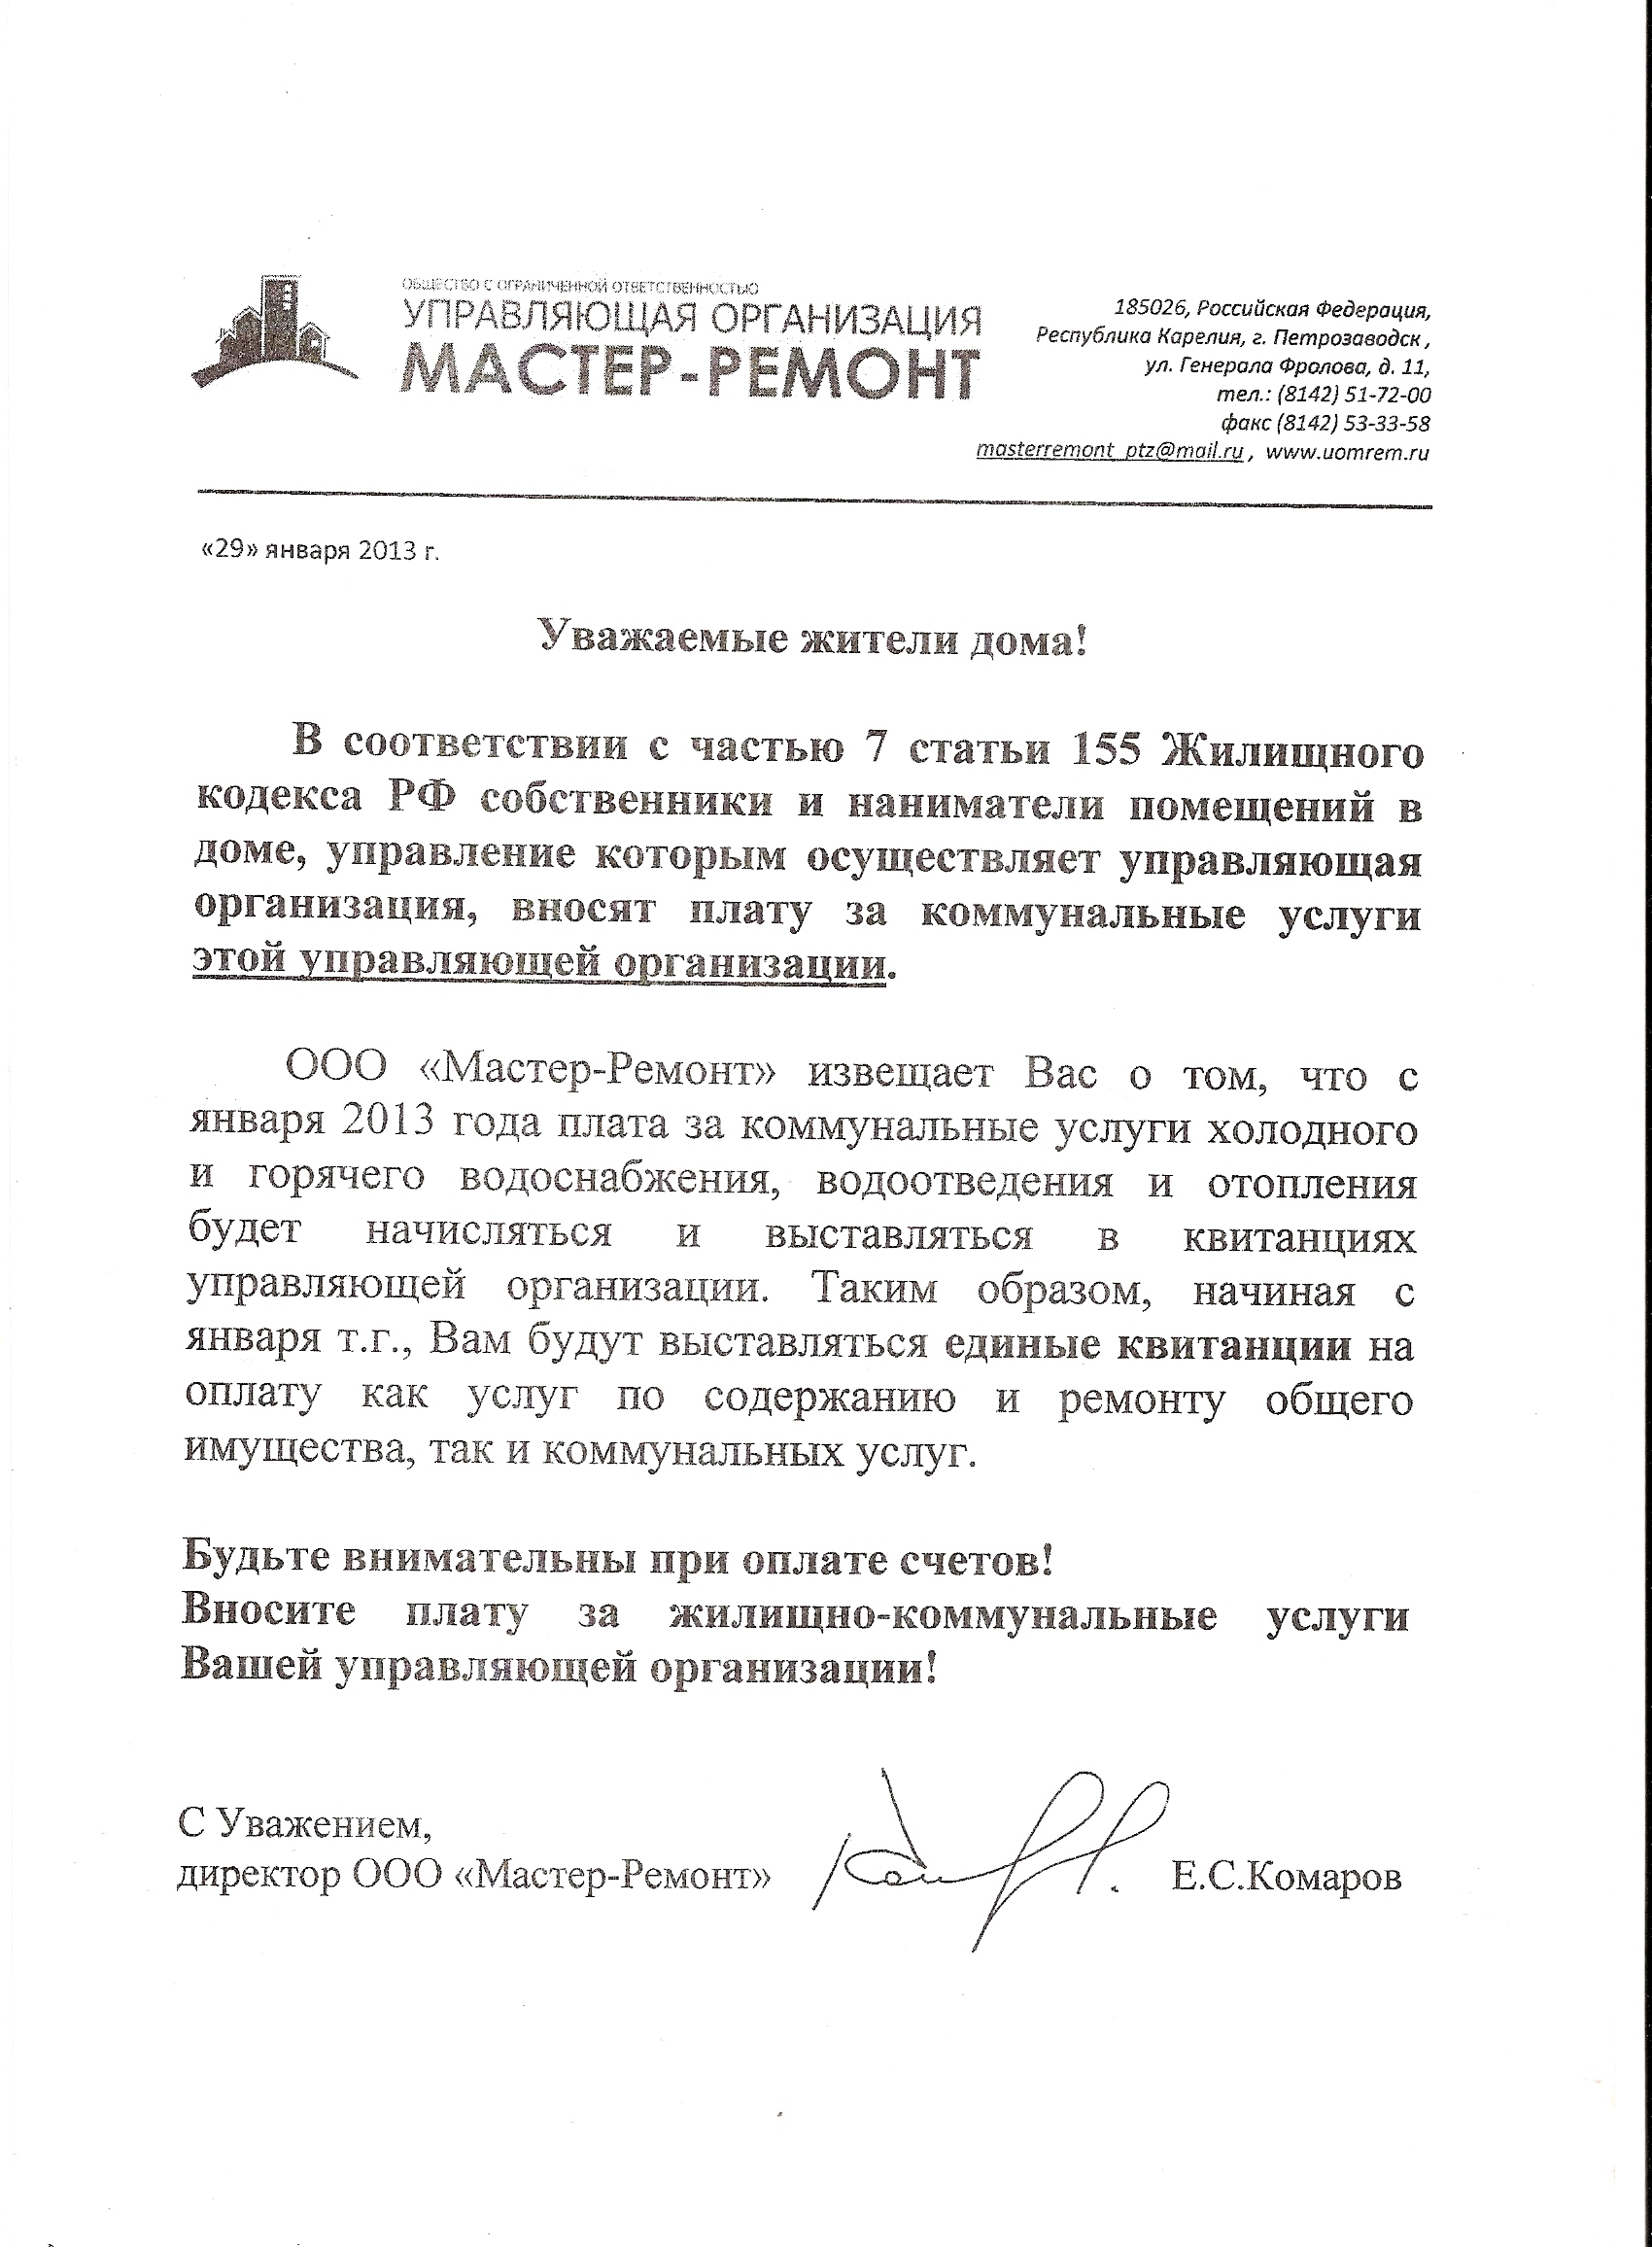 ОБЩЕСТВО С ОГРАНИЧЕННОЙ ОТВЕТСТВЕННОСТЬЮ
УПРАВЛЯЮЩАЯ ОРГАНИЗАЦИЯ
МАСТЕР-РЕМОНТ
185026, Российская Федерация,
Республика Карелия, г. Петрозаводск ,
ул. Генерала Фролова, д. 11,
тел.: (8142) 51-72-00
факс (8142) 53-33-58
masterremont_ptz@mail.ru , www.uomrem.ru
«29» января 2013 г.
Уважаемые жители дома!
В соответствии с частью 7 статьи 155 Жилищного
кодекса РФ собственники и наниматели помещений в
доме, управление которым осуществляет управляющая
организация, вносят плату за коммунальные услуги
этой управляющей организации.
ООО «Мастер-Ремонт» извещает Вас о том, что с
января 2013 года плата за коммунальные услуги холодного
и горячего водоснабжения, водоотведения и отопления
будет начисляться и выставляться в квитанциях
управляющей организации. Таким образом, начиная с
января т.г., Вам будут выставляться единые квитанции на
оплату как услуг по содержанию и ремонту общего
имущества, так и коммунальных услуг.
Будьте внимательны при оплате счетов!
Вносите плату за жилищно-коммунальные услуги
Вашей управляющей организации!
С Уважением,
директор ООО «Мастер-Ремонт» Е.С.Комаров